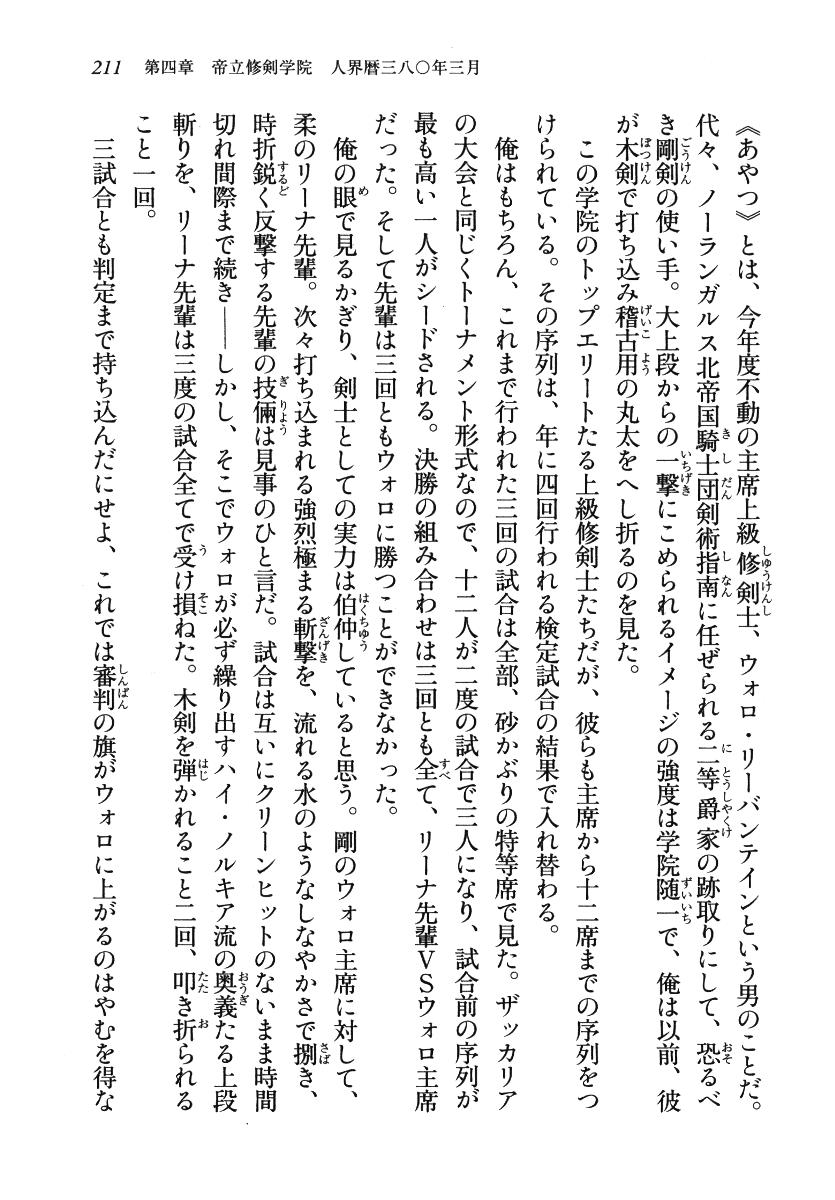 211　第四章　帝立修剣学院　人界暦三八〇年三月
《あやつ》とは、今年度不動の主席上級修剣士、ウォロ・リーバンテインという男のことだ。
代々、ノーランガルス北帝国騎士団剣術指南に任ぜられる二等爵家の跡取りにして、恐るべ
き剛剣の使い手。大上段からの一撃にこめられるイメージの強度は学院随一で、俺は以前、彼
が木剣で打ち込み稽古用の丸太をへし折るのを見た。
この学院のトップエリートたる上級修剣士たちだが、彼らも主席から十二席までの序列をつ
けられている。その序列は、年に四回行われる検定試合の結果で入れ替わる。
俺はもちろん、これまで行われた三回の試合は全部、砂かぶりの特等席で見た。ザッカリア
の大会と同じくトーナメント形式なので、十二人が二度の試合で三人になり、試合前の序列が
最も高い一人がシードされる。決勝の組み合わせは三回とも全て、リーナ先輩ＶＳウォロ主席
だった。そして先輩は三回ともウォロに勝つことができなかった。
俺の眼で見るかぎり、剣士としての実力は伯仲していると思う。剛のウォロ主席に対して、
柔のリーナ先輩。次々打ち込まれる強烈極まる斬撃を、流れる水のようなしなやかさで捌き、
時折鋭く反撃する先輩の技倆は見事のひと言だ。試合は互いにクリーンヒットのないまま時間
切れ間際まで続き――しかし、そこでウォロが必ず繰り出すハイ・ノルキア流の奥義たる上段
斬りを、リーナ先輩は三度の試合全てで受け損ねた。木剣を弾かれること二回、叩き折られる
こと一回。
三試合とも判定まで持ち込んだにせよ、これでは審判の旗がウォロに上がるのはやむを得な